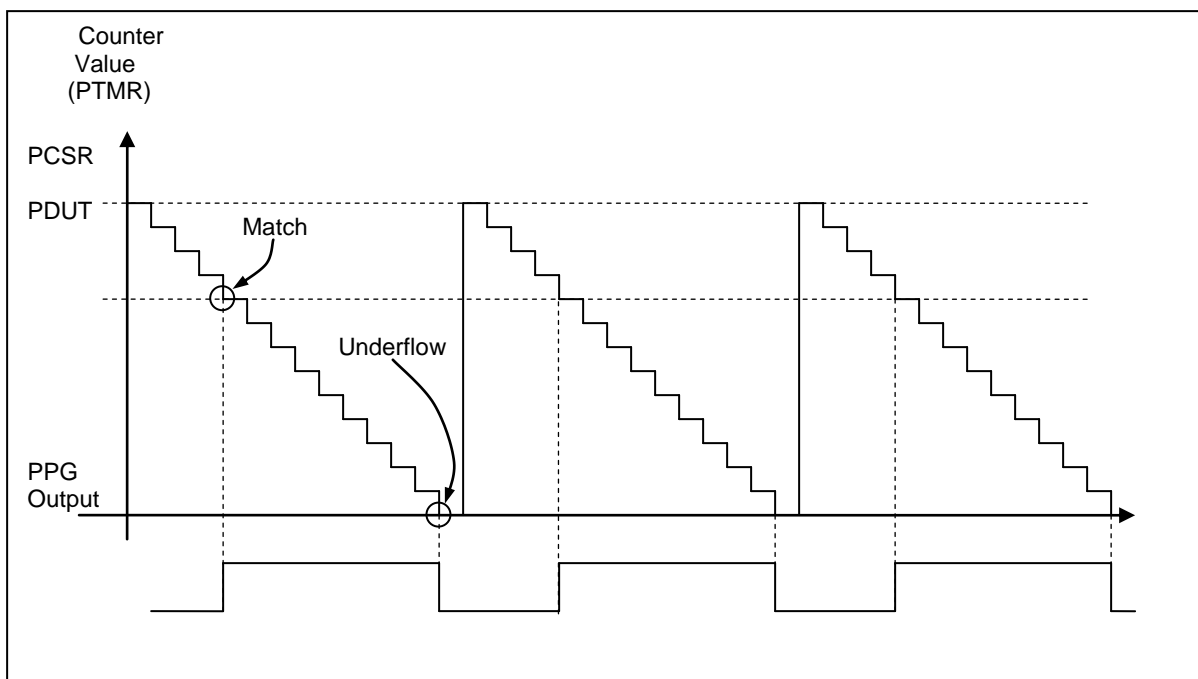 Counter
Value
(PTMR)
PCSR
PDUT
Match
Underflow
PPG
Output